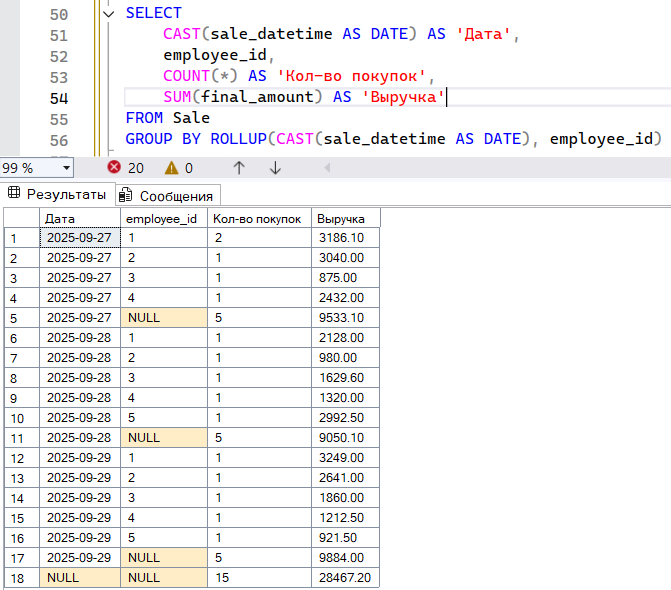 50 SELECT
51 CAST(sale_datetime AS DATE) AS 'Дата',
52 employee_id,
53 COUNT(*) AS 'Кол-во покупок',
54 SUM(final_amount) AS 'Выручка'
55 FROM Sale
56 GROUP BY ROLLUP(CAST(sale_datetime AS DATE), employee_id)
99 % 20 0
Результаты Сообщения
Дата employee_id Кол-во покупок Выручка
1 2025-09-27 1 2 3186.10
2 2025-09-27 2 1 3040.00
3 2025-09-27 3 1 875.00
4 2025-09-27 4 1 2432.00
5 2025-09-27 NULL 5 9533.10
6 2025-09-28 1 1 2128.00
7 2025-09-28 2 1 980.00
8 2025-09-28 3 1 1629.60
9 2025-09-28 4 1 1320.00
10 2025-09-28 5 1 2992.50
11 2025-09-28 NULL 5 9050.10
12 2025-09-29 1 1 3249.00
13 2025-09-29 2 1 2641.00
14 2025-09-29 3 1 1860.00
15 2025-09-29 4 1 1212.50
16 2025-09-29 5 1 921.50
17 2025-09-29 NULL 5 9884.00
18 NULL NULL 15 28467.20